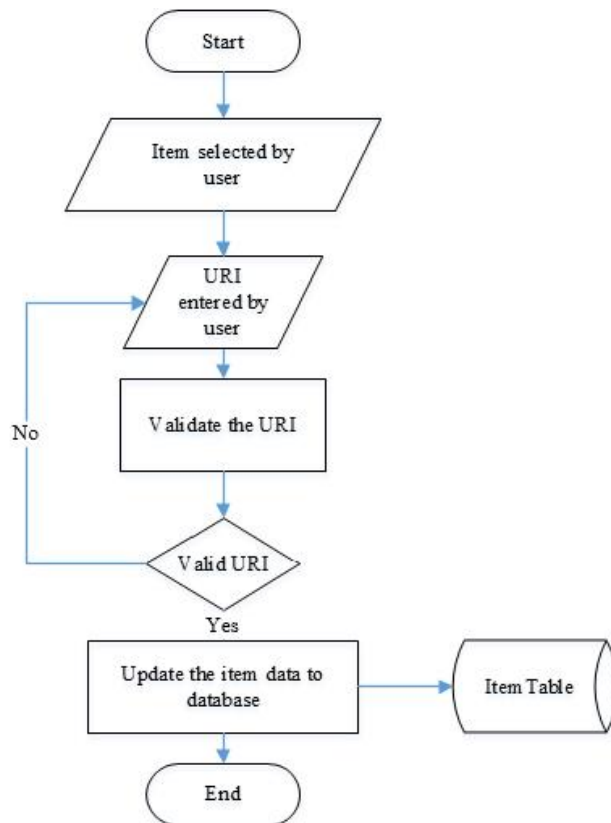 Start
Item selected by
user
URI
entered by
user
Validate the URI
No
Valid URI
Yes
Update the item data to
database
Item Table
End